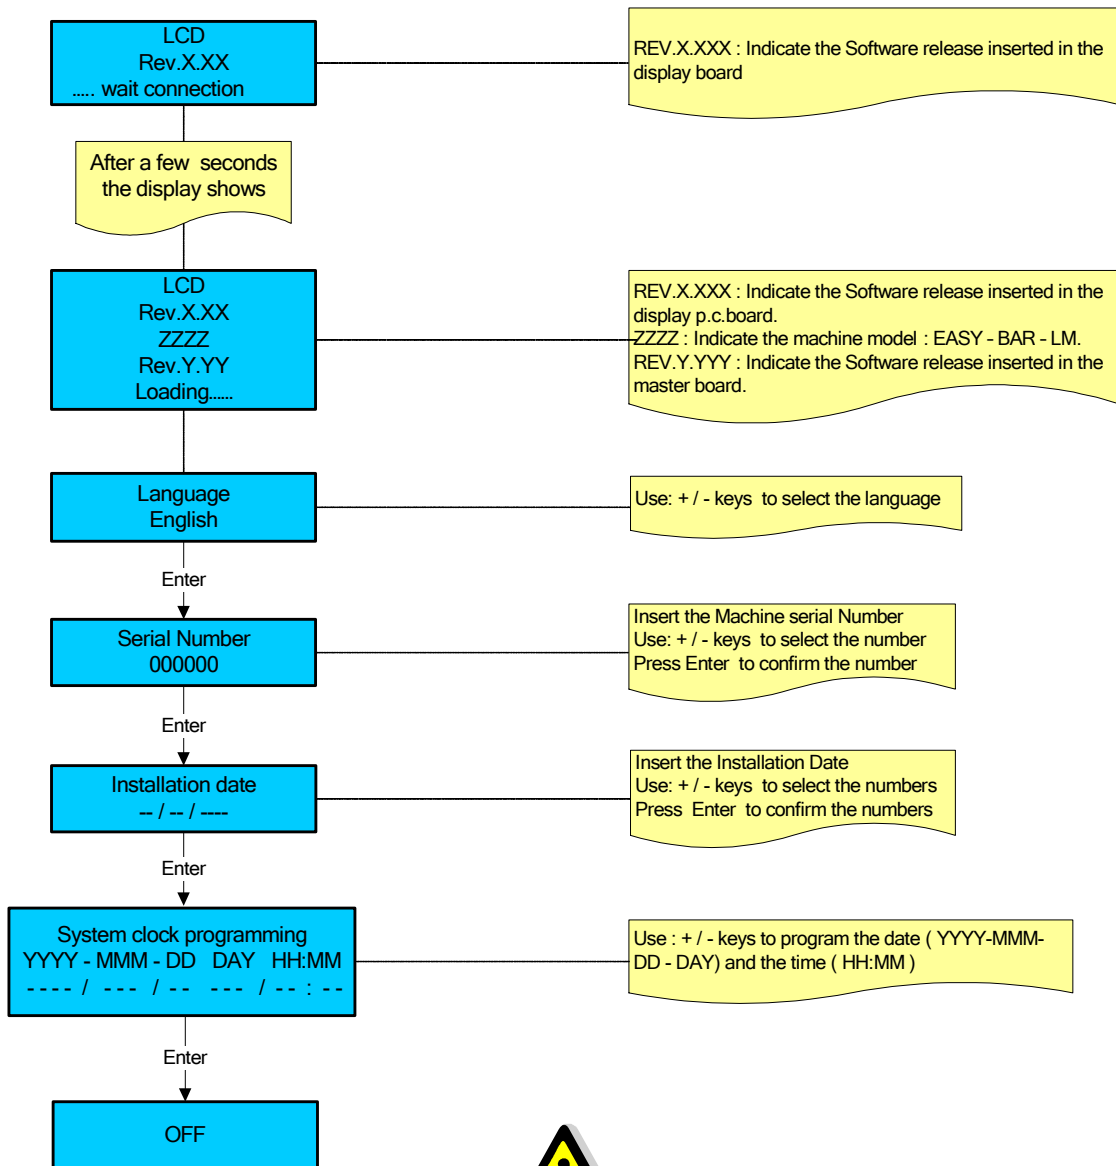 LCD
Rev.X.XX
..... wait connection
REV.X.XXX : Indicate the Software release inserted in the
display board
After a few seconds
the display shows
LCD
Rev.X.XX
ZZZZ
Rev.Y.YY
Loading......
REV.X.XXX : Indicate the Software release inserted in the
display p.c.board.
ZZZZ : Indicate the machine model : EASY - BAR - LM.
REV.Y.YYY : Indicate the Software release inserted in the
master board.
Language
English
Use: + / - keys to select the language
Enter
Serial Number
000000
Insert the Machine serial Number
Use: + / - keys to select the number
Press Enter to confirm the number
Enter
Installation date
-- / -- / ----
Insert the Installation Date
Use: + / - keys to select the numbers
Press Enter to confirm the numbers
Enter
System clock programming
YYYY - MMM - DD DAY HH:MM
- - - - / - - - / - - - - - / - - : - -
Use : + / - keys to program the date ( YYYY-MMM-
DD - DAY) and the time ( HH:MM )
Enter
OFF